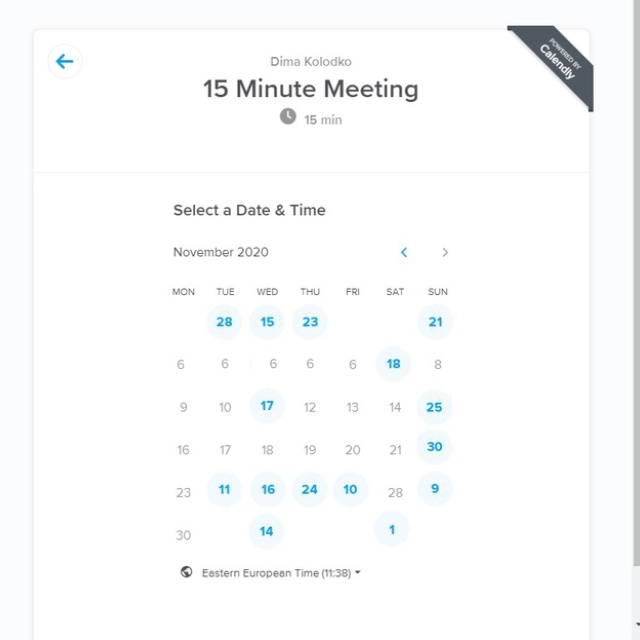 POWERED BY
Calendly
Dima Kolodko
15 Minute Meeting
15 min
Select a Date & Time
November 2020
MON TUE WED THU FRI SAT SUN
28 15 23 21
6 6 6 6 6 18 8
9 10 17 12 13 14 25
16 17 18 19 20 21 30
23 11 16 24 10 28 9
30 14 1
Eastern European Time (11:38)